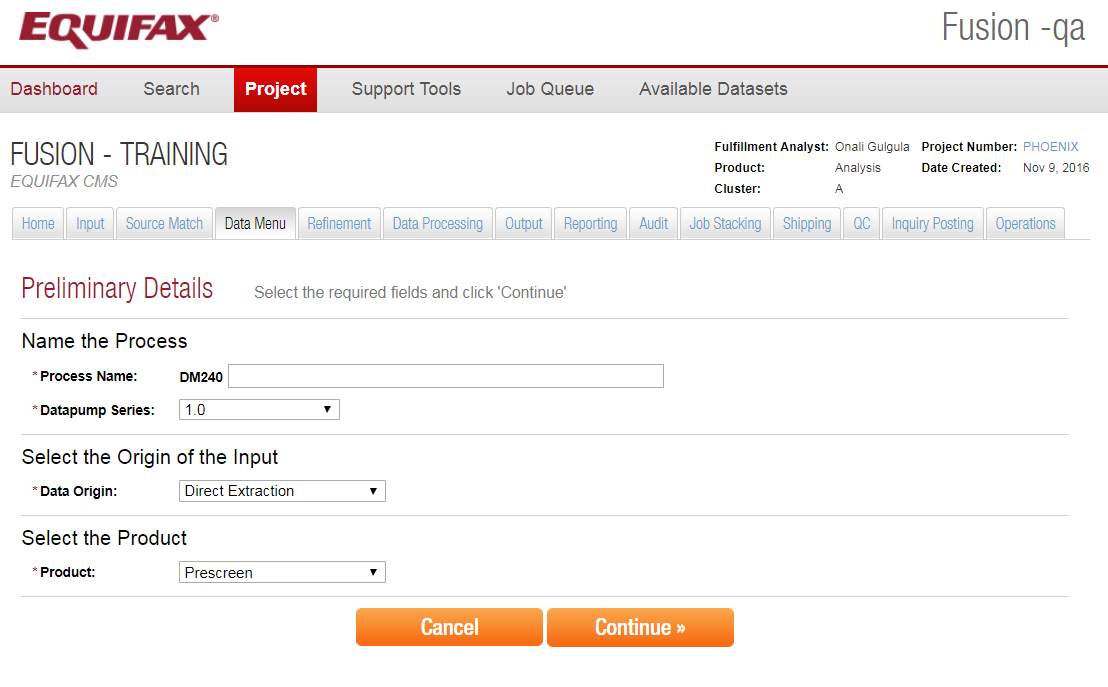 EQUIFAX®
Fusion -qa
Dashboard Search Project Support Tools Job Queue Available Datasets
FUSION - TRAINING
EQUIFAX CMS
Fulfillment Analyst: Onali Gulgula Project Number: PHOENIX
Product: Analysis Date Created: Nov 9, 2016
Cluster: A
Home Input Source Match Data Menu Refinement Data Processing Output Reporting Audit Job Stacking Shipping QC Inquiry Posting Operations
Preliminary Details Select the required fields and click 'Continue'
Name the Process
*Process Name: DM240
*Datapump Series: 1.0
Select the Origin of the Input
*Data Origin: Direct Extraction
Select the Product
*Product: Prescreen
Cancel Continue »